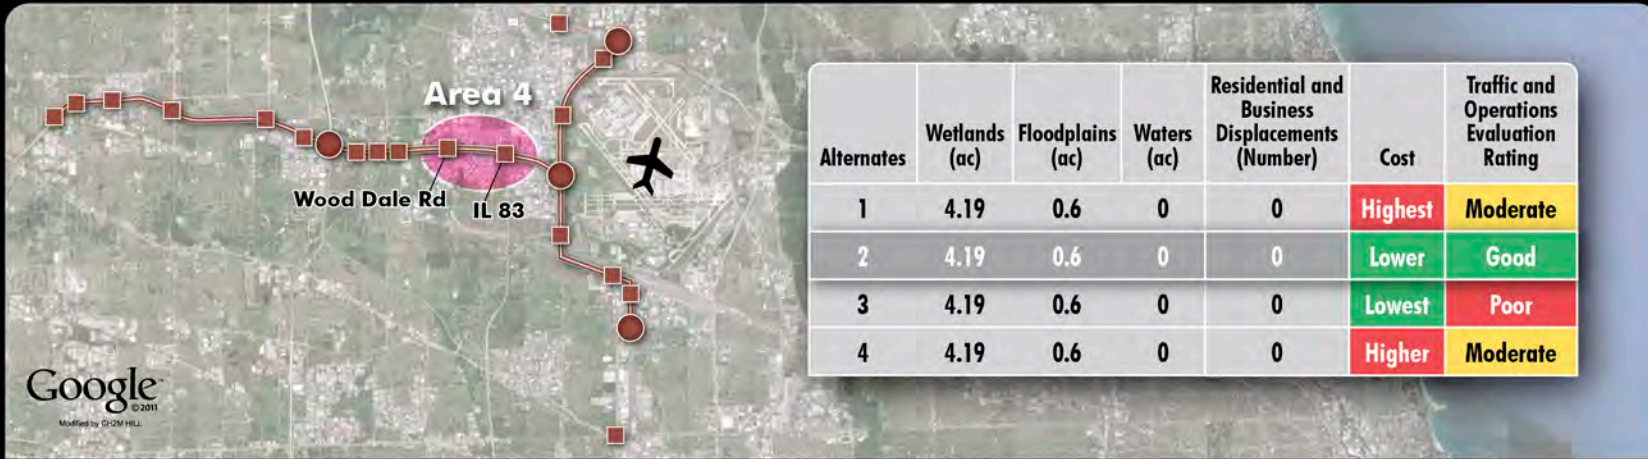 Area 4
Wood Dale Rd
IL 83
Google
©2011
Modified by CH2M HILL.
Alternates Wetlands (ac) Floodplains (ac) Waters (ac) Residential and Business Displacements (Number) Cost Traffic and Operations Evaluation Rating
1 4.19 0.6 0 0 Highest Moderate
2 4.19 0.6 0 0 Lower Good
3 4.19 0.6 0 0 Lowest Poor
4 4.19 0.6 0 0 Higher Moderate